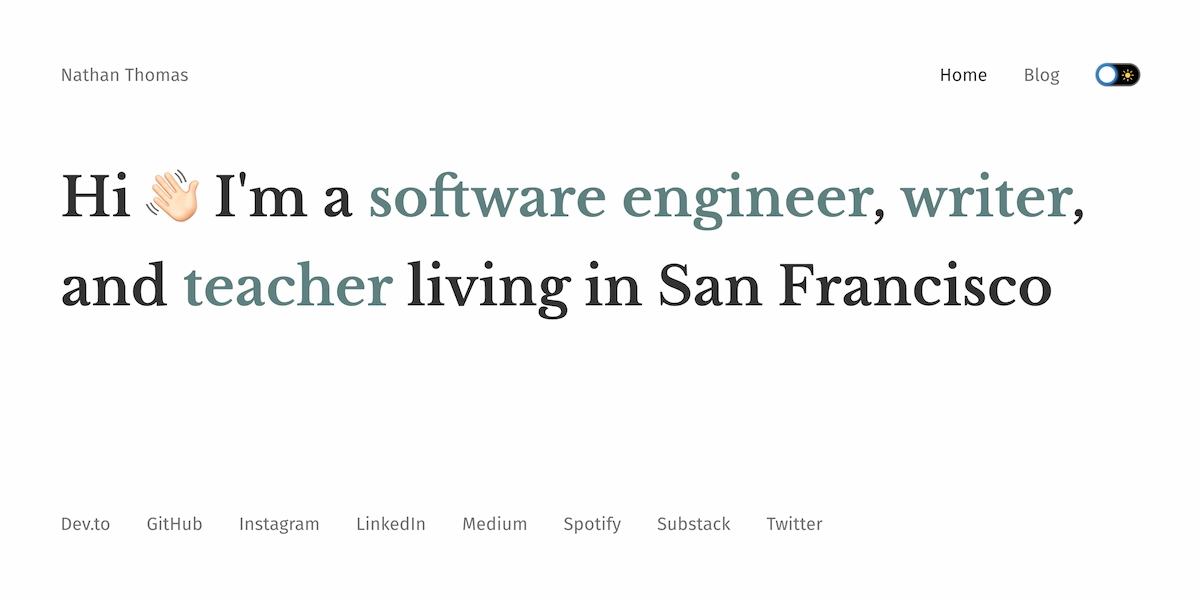 Nathan Thomas Home Blog
Hi 👋🏻 I'm a software engineer, writer,
and teacher living in San Francisco
Dev.to GitHub Instagram LinkedIn Medium Spotify Substack Twitter